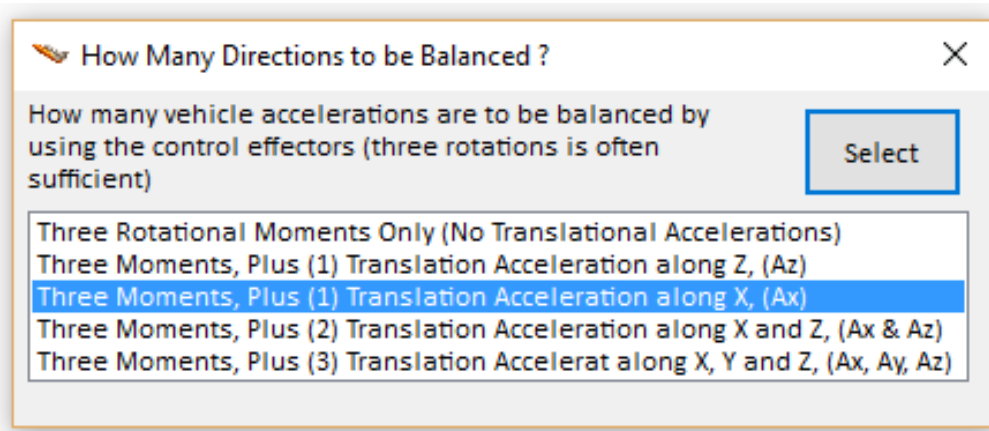 How Many Directions to be Balanced ?
How many vehicle accelerations are to be balanced by
using the control effectors (three rotations is often
sufficient)
Select
Three Rotational Moments Only (No Translational Accelerations)
Three Moments, Plus (1) Translation Acceleration along Z, (Az)
Three Moments, Plus (1) Translation Acceleration along X, (Ax)
Three Moments, Plus (2) Translation Acceleration along X and Z, (Ax & Az)
Three Moments, Plus (3) Translation Accelerat along X, Y and Z, (Ax, Ay, Az)